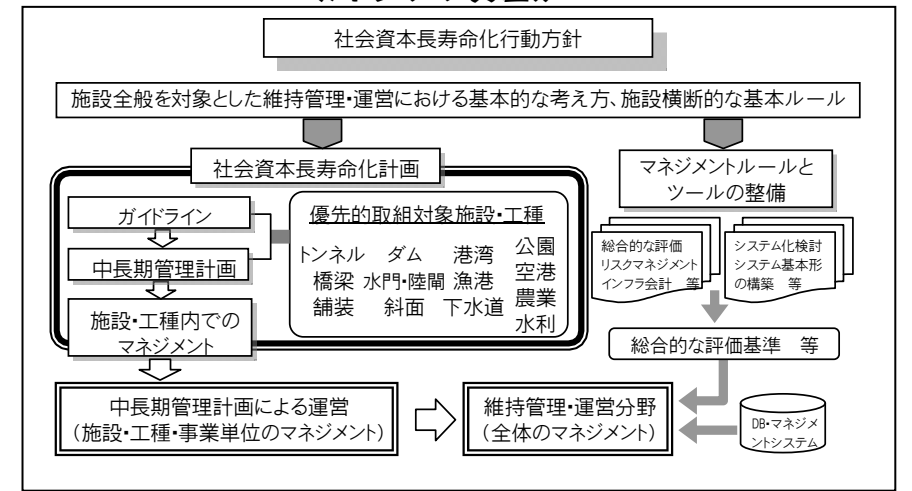 社会資本長寿命化行動方針
施設全般を対象とした維持管理・運営における基本的な考え方、施設横断的な基本ルール
社会資本長寿命化計画
ガイドライン
中長期管理計画
施設・工種内での
マネジメント
優先的取組対象施設・工種
トンネル ダム 港湾
橋梁 水門・陸閘 漁港
舗装 斜面 下水道
公園
空港
農業
水利
マネジメントルールと
ツールの整備
総合的な評価
リスクマネジメント
インフラ会計 等
システム化検討
システム基本形
の構築 等
総合的な評価基準 等
中長期管理計画による運営
(施設・工種・事業単位のマネジメント)
維持管理・運営分野
(全体のマネジメント)
DB・マネジメ
ントシステム